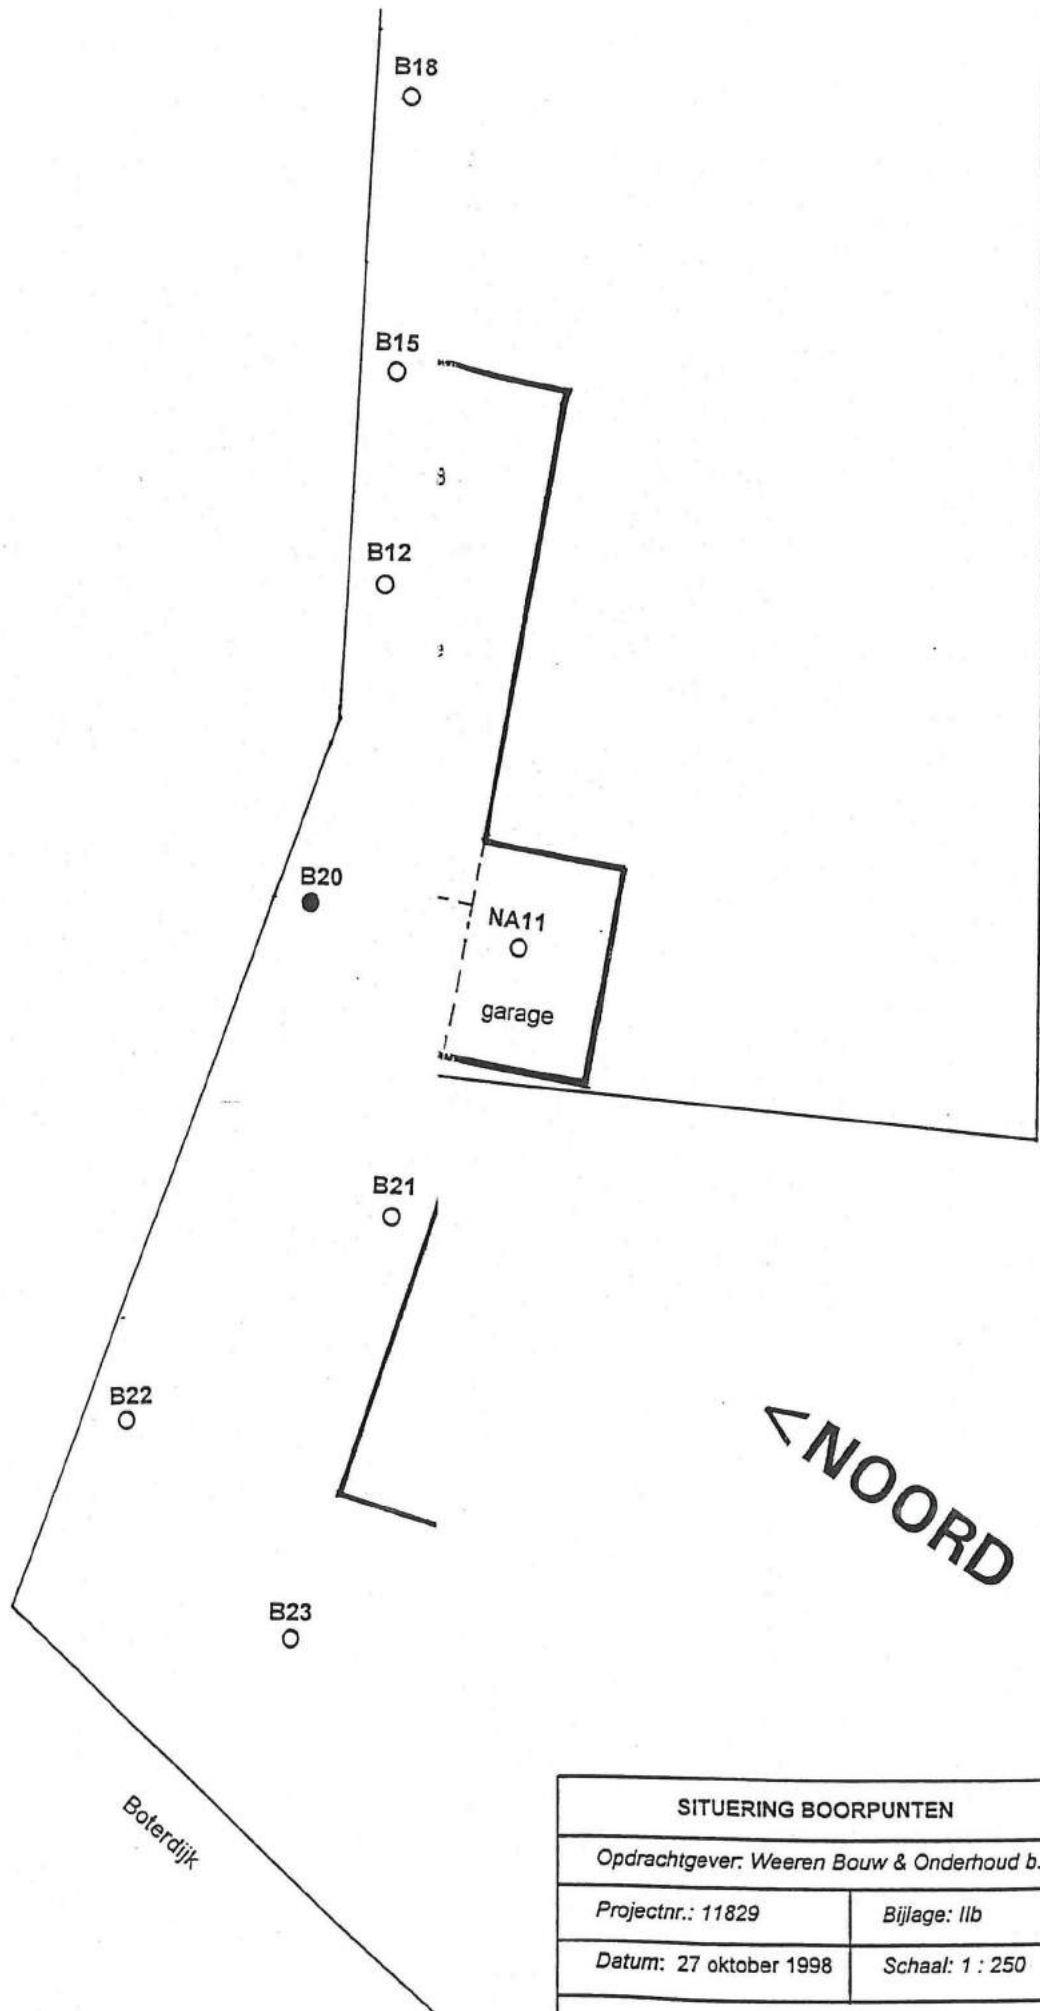 B18
B15
B12
B20
NA11
garage
B21
B22
<NOORD
B23
Boterdijk
SITUERING BOORPUNTEN
Opdrachtgever: Weeren Bouw & Onderhoud b.
Projectnr.: 11829
Bijlage: IIb
Datum: 27 oktober 1998
Schaal: 1 : 250